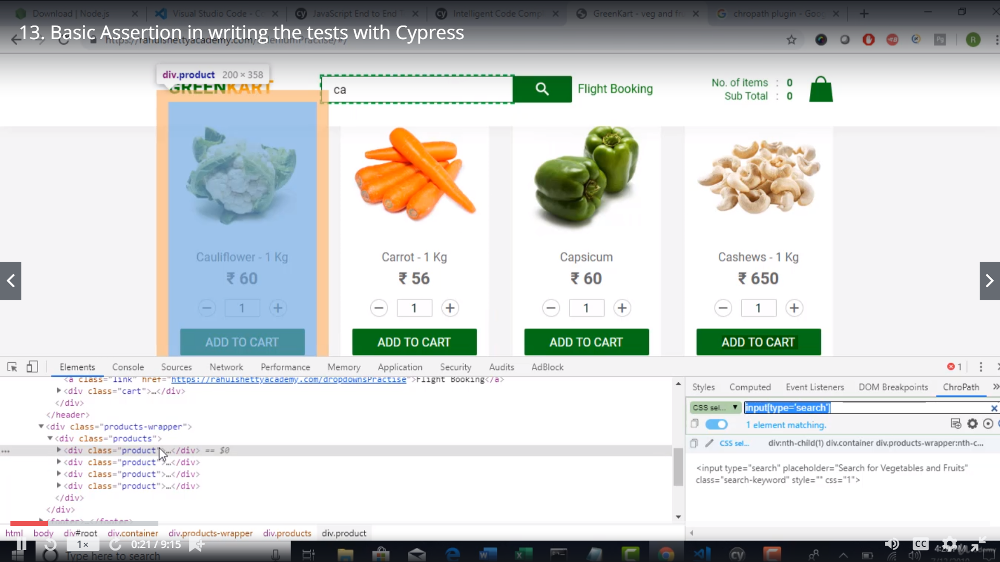 Download | Node.js
Visual Studio Code - C
JavaScript End to End T
Intelligent Code Compl
GreenKart - veg and fru
chropath plugin - Goog
13. Basic Assertion in writing the tests with Cypress
https://rahulshettyacademy.com/seleniumPractise/#/
R
div.product 200 × 358
GREENKART
ca
Flight Booking
No. of items : 0
Sub Total : 0
Cauliflower - 1 Kg
Carrot - 1 Kg
Capsicum
Cashews - 1 Kg
₹ 60
₹ 56
₹ 60
₹ 650
− 1 +
− 1 +
− 1 +
− 1 +
ADD TO CART
ADD TO CART
ADD TO CART
ADD TO CART
Elements Console Sources Network Performance Memory Application Security Audits AdBlock
1
<a class="link" href="https://rahulshettyacademy.com/dropdownsPractise">Flight Booking</a>
<div class="cart">…</div>
</div>
</header>
<div class="products-wrapper">
<div class="products">
<div class="product">…</div> == $0
<div class="product">…</div>
<div class="product">…</div>
<div class="product">…</div>
</div>
</div>
<footer>…</footer>
html body div#root div.container div.products-wrapper div.products div.product
Styles Computed Event Listeners DOM Breakpoints ChroPath »
CSS sel... ▼ input[type='search']
1 element matching.
CSS sel... div:nth-child(1) div.container div.products-wrapper:nth-c...
<input type="search" placeholder="Search for Vegetables and Fruits"
class="search-keyword" style="" css="1">
1×
0:21 / 9:15
CC
Type here to search